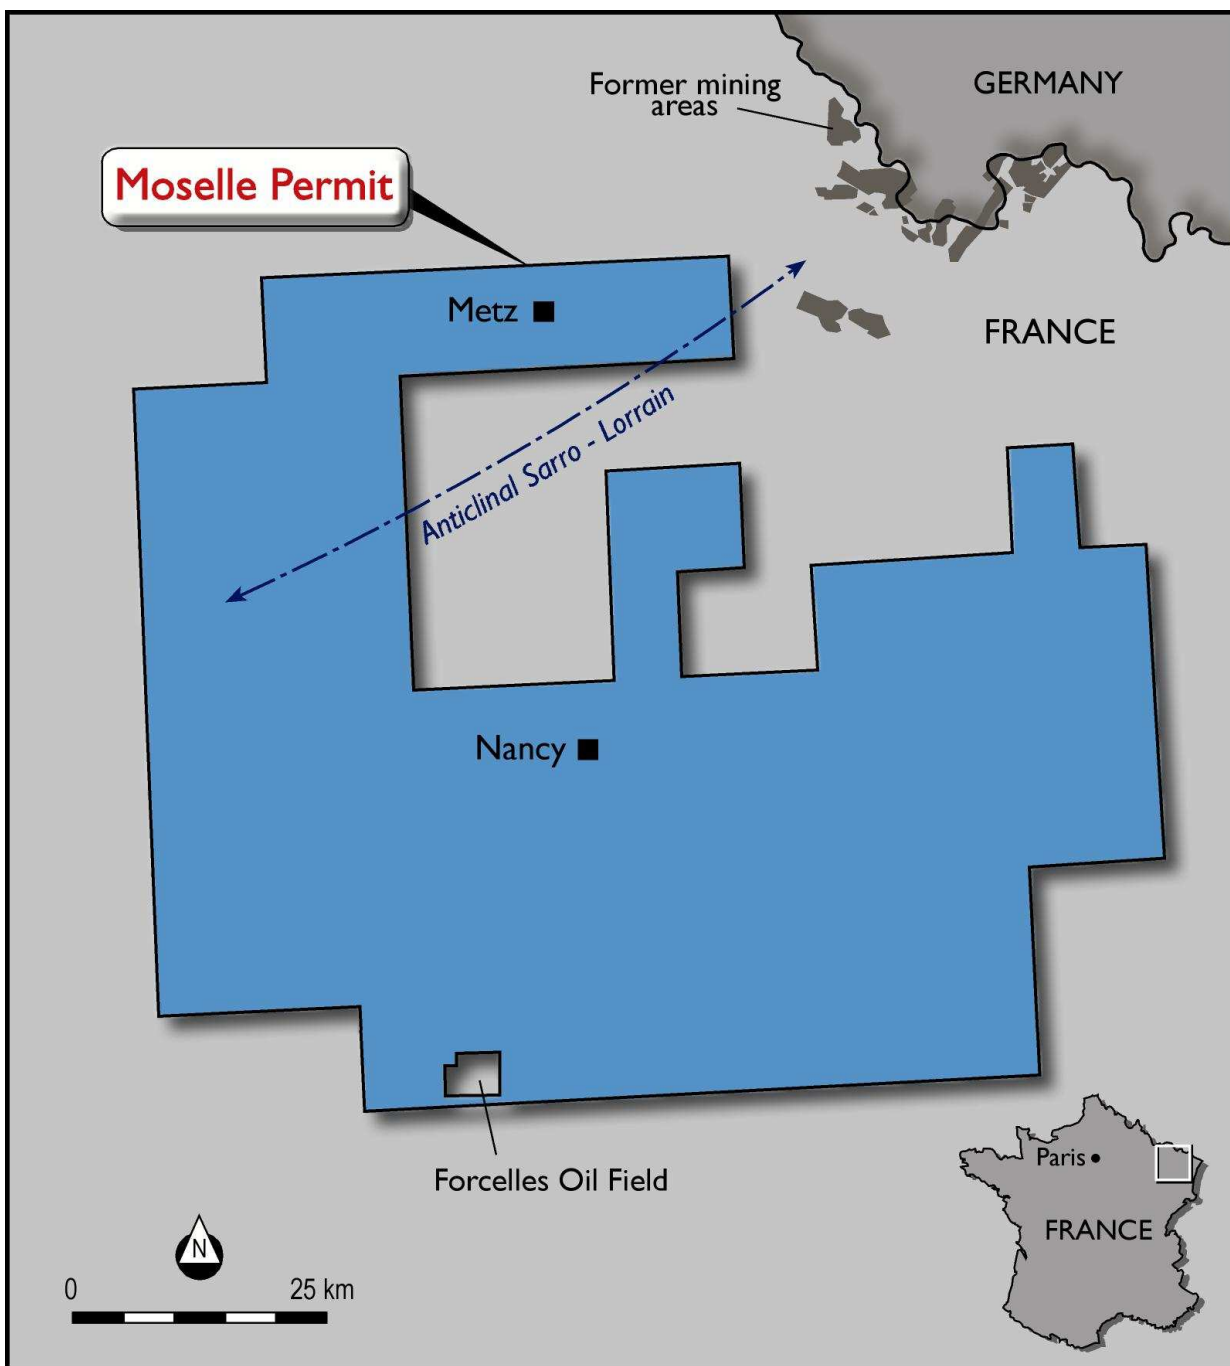 GERMANY
Former mining
areas
Moselle Permit
Metz
FRANCE
Anticlinal Sarro - Lorrain
Nancy
Forcelles Oil Field
Paris
FRANCE
N
0 25 km